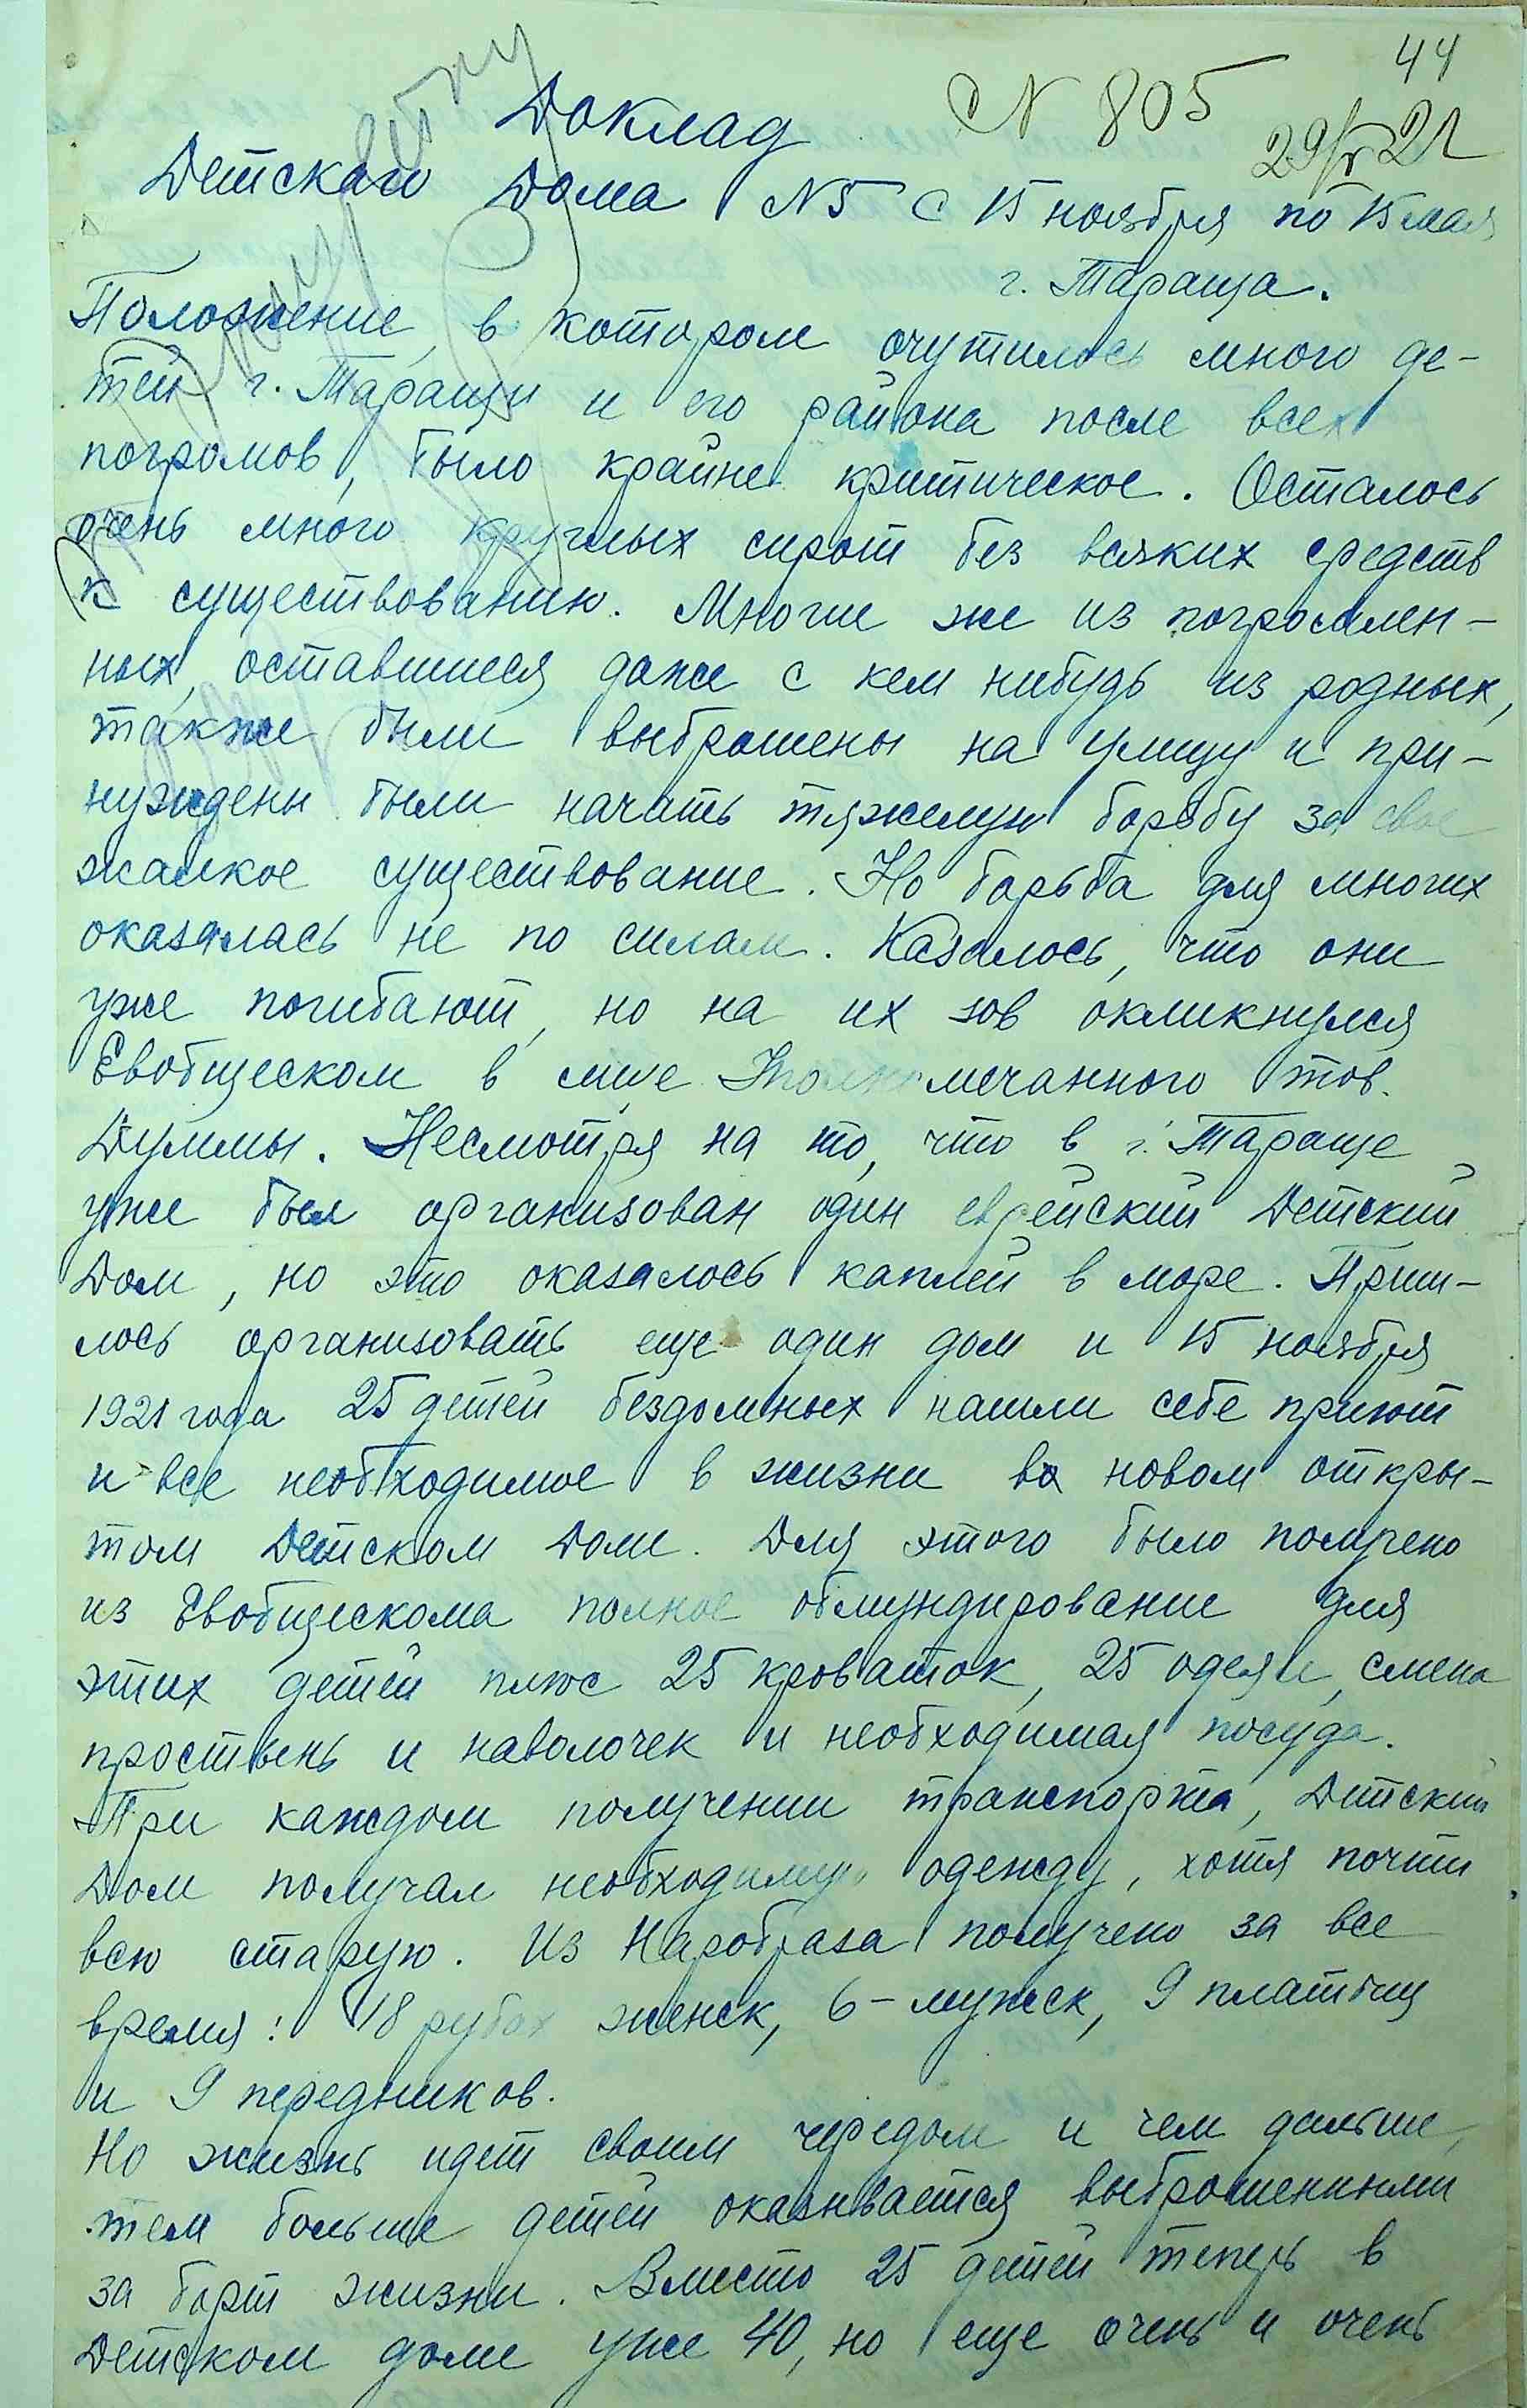 44
Доклад № 805
29/V 22
Детскаго Дома № 5 с 15 ноября по 15 мая
г. Тараща.
Положение, в котором очутилось много де-
тей г. Таращи и его района после всех
погромов, было крайне критическое. Осталось
очень много круглых сирот без всяких средств
к существованию. Многие же из погромлен-
ных, оставшиеся даже с кем нибудь из родных,
также были выброшены на улицу и при-
нуждены были начать тяжелую борьбу за свое
жалкое существование. Но борьба для многих
оказалась не по силам. Казалось, что они
уже погибают, но на их зов окликнулся
Евобщеском в лице Уполномочанного тов.
Думмы. Несмотря на то, что в г. Тараще
уже был организован один еврейский Детский
Дом, но это оказалось каплей в море. Приш-
лось организовать еще один дом и 15 ноября
1921 года 25 детей бездомных нашли себе приют
и все необходимое в жизни во новом откры-
том Детском Доме. Для этого было получено
из Евобщескома полное обмундирование для
этих детей плюс 25 кроваток, 25 одеял, смена
простынь и наволочек и необходимая посуда.
При каждом получении транспорта, Детский
Дом получал необходимую одежду, хотя почти
всю старую. Из Наробраза получено за все
время: 18 рубах женск, 6 – мужск, 9 платьиц
и 9 передников.
Но жизнь идет своим чередом и чем дальше,
тем больше детей оказывается выброшенными
за борт жизни. Вместо 25 детей теперь в
Детском доме уже 40, но еще очень и очень